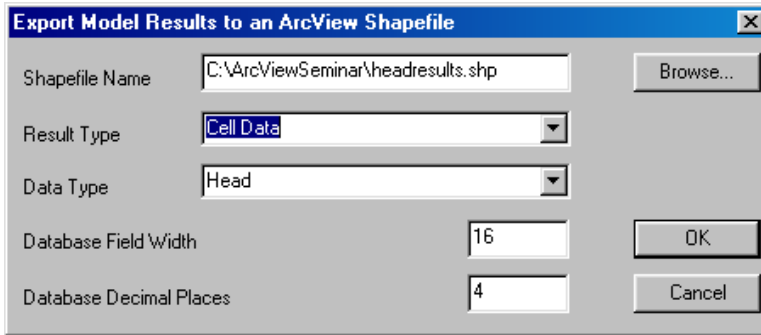 Export Model Results to an ArcView Shapefile
Shapefile Name C:\ArcViewSeminar\headresults.shp Browse...
Result Type Cell Data
Data Type Head
Database Field Width 16 OK
Database Decimal Places 4 Cancel